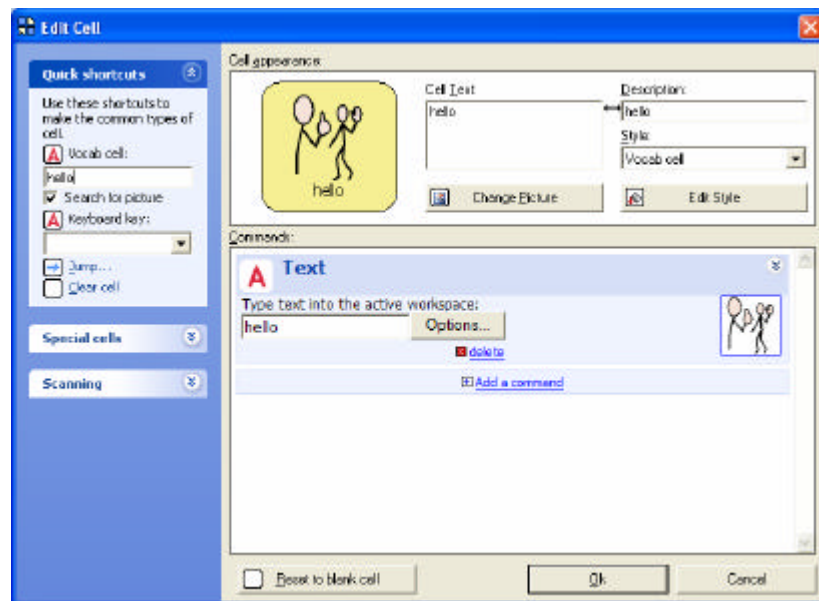 Edit Cell
Quick shortcuts
Use these shortcuts to
make the common types of
cell.
A Vocab cell:
hello
Search for picture
A Keyboard key:
Jump...
Clear cell
Special cells
Scanning
Cell appearance:
hello
Cell Text
hello
Description:
hello
Style:
Vocab cell
Change Picture
Edit Style
Commands:
A Text
Type text into the active workspace:
hello
Options...
delete
Add a command
Reset to blank cell
Ok
Cancel